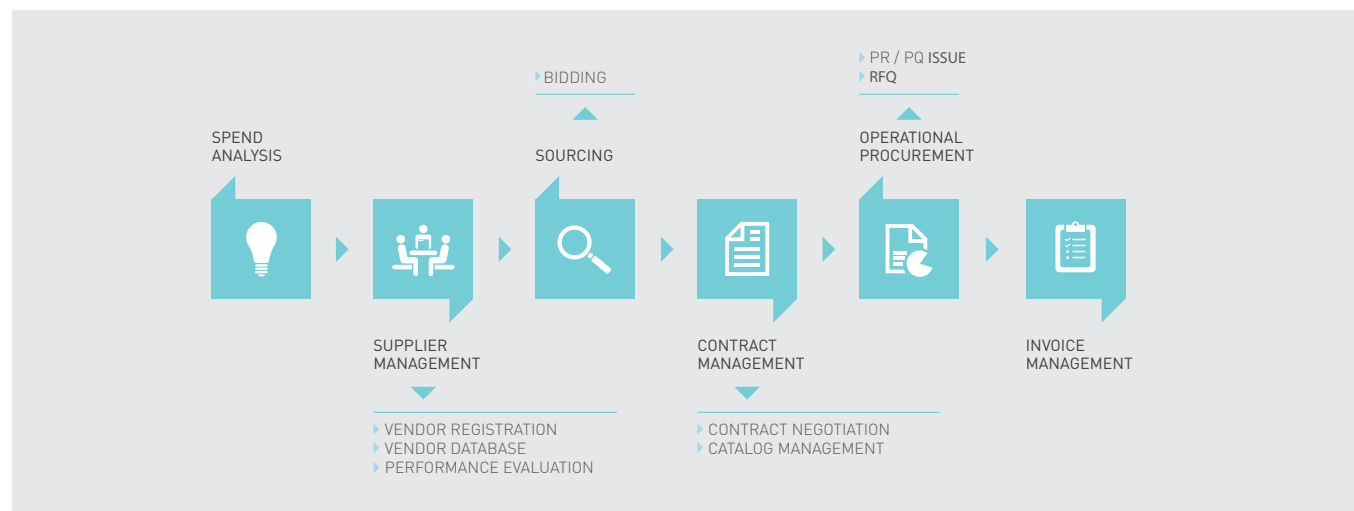 BIDDING
PR / PQ ISSUE
RFQ
SPEND
ANALYSIS
SOURCING
OPERATIONAL
PROCUREMENT
SUPPLIER
MANAGEMENT
CONTRACT
MANAGEMENT
INVOICE
MANAGEMENT
VENDOR REGISTRATION
VENDOR DATABASE
PERFORMANCE EVALUATION
CONTRACT NEGOTIATION
CATALOG MANAGEMENT